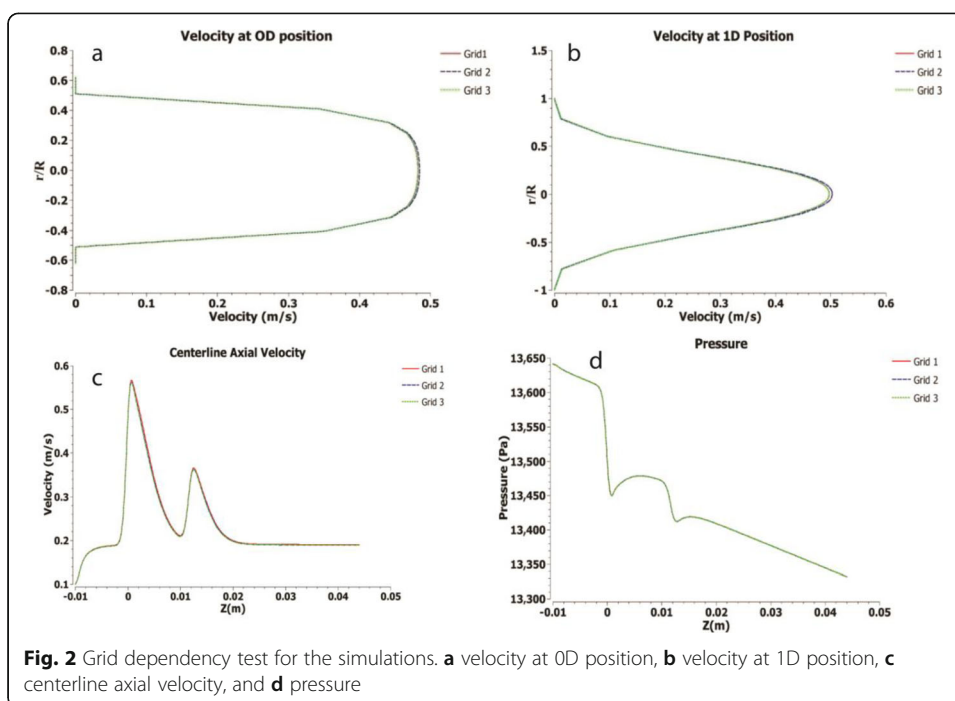 a
Velocity at OD position
Grid1
Grid 2
Grid 3
0.8
0.6
0.4
0.2
0.0
-0.2
-0.4
-0.6
-0.8
r/R
0 0.1 0.2 0.3 0.4 0.5
Velocity (m/s)
b
Velocity at 1D Position
Grid 1
Grid 2
Grid 3
1.5
1
0.5
0
-0.5
-1
r/R
0 0.1 0.2 0.3 0.4 0.5 0.6
Velocity (m/s)
c
Centerline Axial Velocity
Grid 1
Grid 2
Grid 3
0.6
0.5
0.4
0.3
0.2
0.1
Velocity (m/s)
-0.01 0 0.01 0.02 0.03 0.04 0.05
Z(m)
d
Pressure
Grid 1
Grid 2
Grid 3
13,650
13,600
13,550
13,500
13,450
13,400
13,350
13,300
Pressure (Pa)
-0.01 0 0.01 0.02 0.03 0.04 0.05
Z(m)
Fig. 2 Grid dependency test for the simulations. a velocity at 0D position, b velocity at 1D position, c
centerline axial velocity, and d pressure